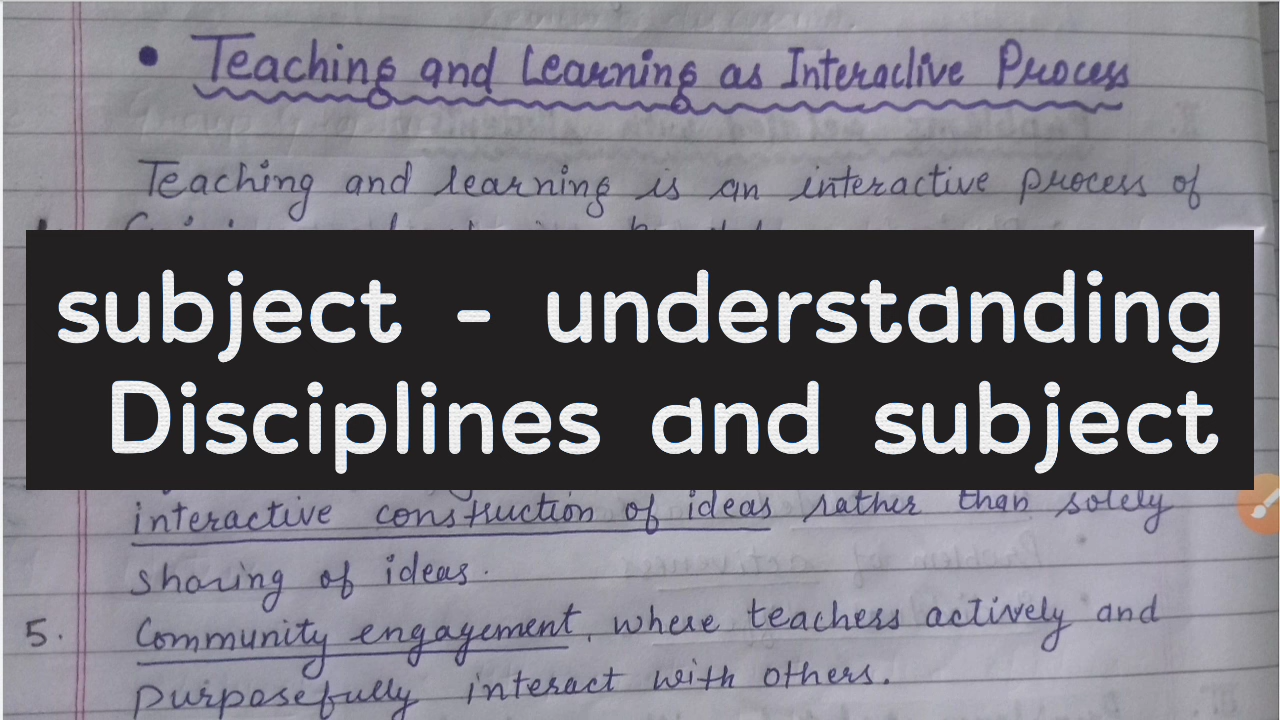 • Teaching and Learning as Interactive Process
Teaching and learning is an interactive process of
subject - understanding
Disciplines and subject
interactive construction of ideas rather than solely
sharing of ideas.
5. Community engagement, where teachers actively and
purposefully interact with others.